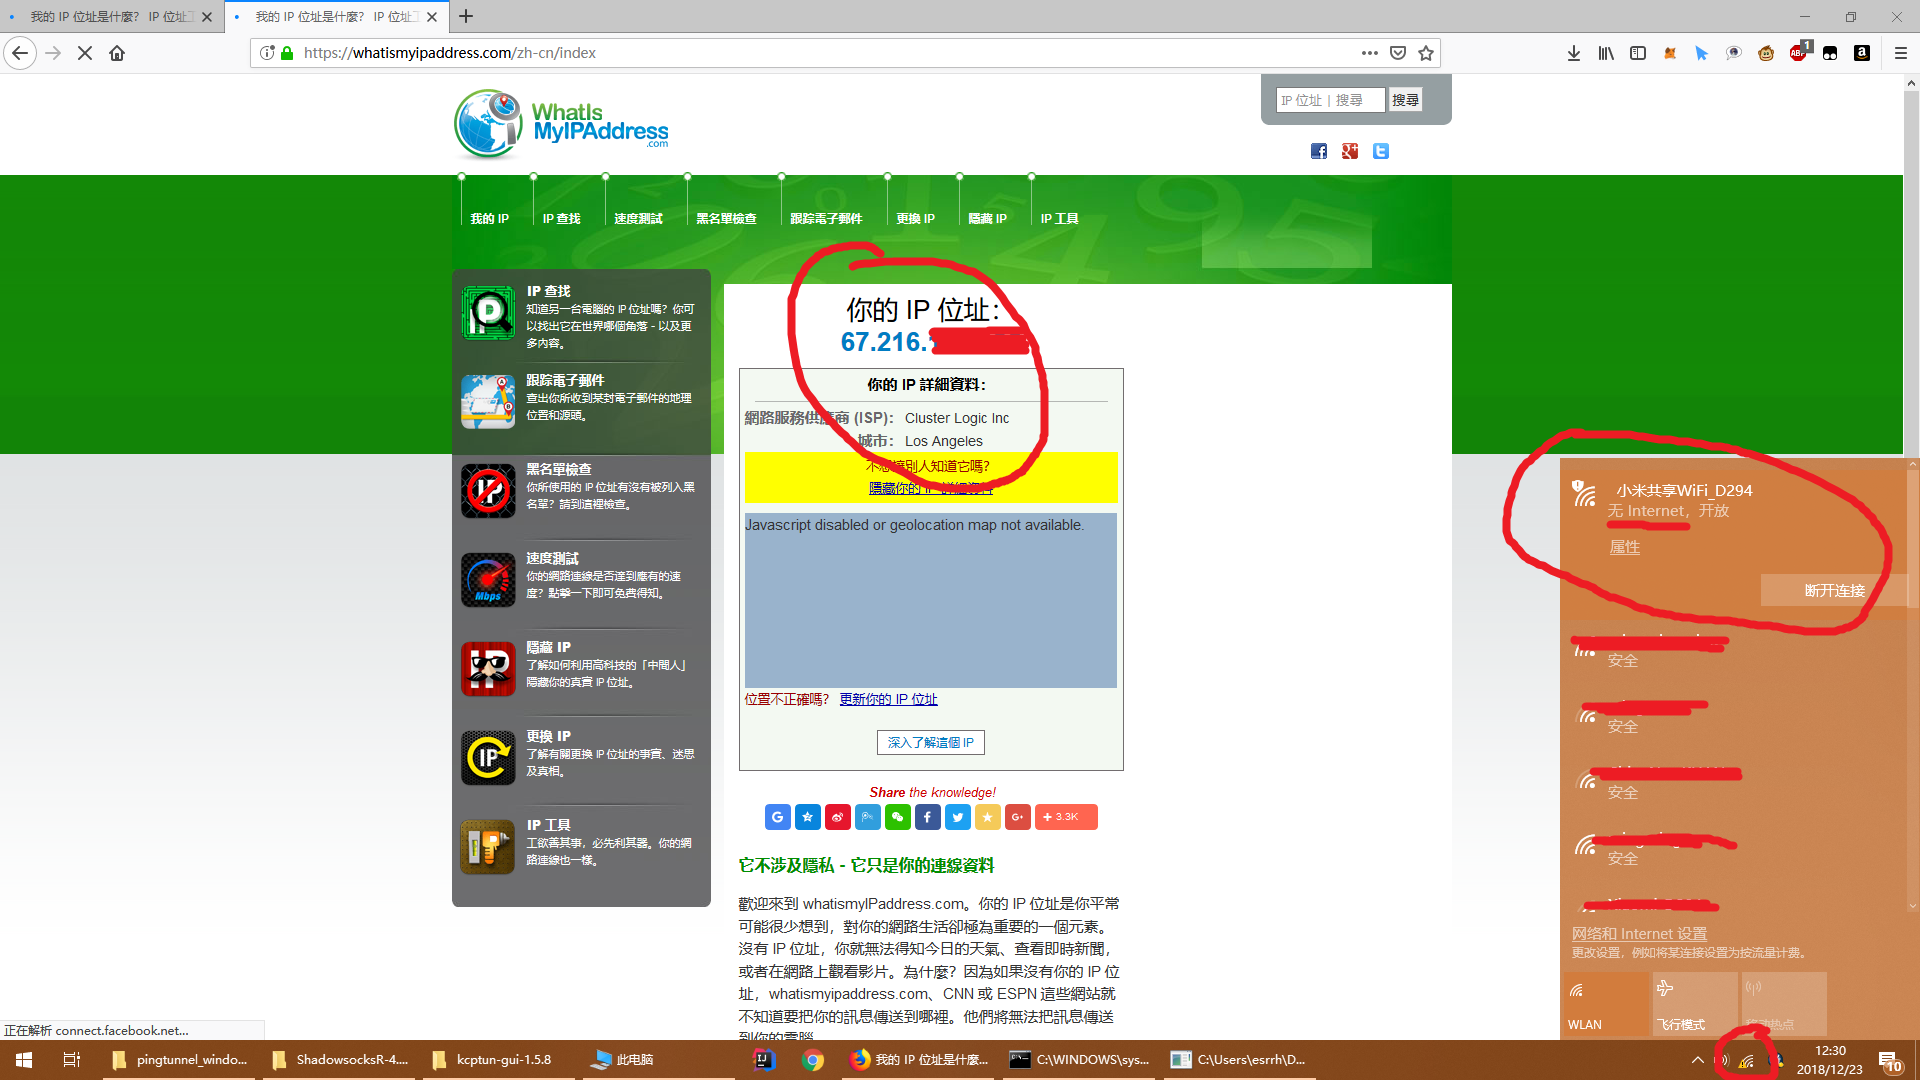 我的 IP 位址是什麼？ IP 位址工
我的 IP 位址是什麼？ IP 位址工
https://whatismyipaddress.com/zh-cn/index
ABP
1
a
WhatIs
MyIPAddress
.com
IP 位址 | 搜尋
搜尋
我的 IP
IP 查找
速度測試
黑名單檢查
跟踪電子郵件
更換 IP
隱藏 IP
IP 工具
IP 查找
知道另一台電腦的 IP 位址嗎？你可
以找出它在世界哪個角落 - 以及更
多內容。
跟踪電子郵件
查出你所收到某封電子郵件的地理
位置和源頭。
黑名單檢查
你所使用的 IP 位址有沒有被列入黑
名單？請到這裡檢查。
速度測試
Mbps
你的網路連線是否達到應有的速
度？點擊一下即可免費得知。
隱藏 IP
了解如何利用高科技的「中間人」
隱藏你的真實 IP 位址。
更換 IP
了解有關更換 IP 位址的事實、迷思
及真相。
IP 工具
工欲善其事，必先利其器。你的網
路連線也一樣。
你的 IP 位址：
67.216.
你的 IP 詳細資料：
網路服務供應商 (ISP)： Cluster Logic Inc
城市： Los Angeles
不想讓別人知道它嗎？
隱藏你的 IP 詳細資料
Javascript disabled or geolocation map not available.
位置不正確嗎？ 更新你的 IP 位址
深入了解這個 IP
Share the knowledge!
3.3K
它不涉及隱私 - 它只是你的連線資料
歡迎來到 whatismyIPaddress.com。你的 IP 位址是你平常
可能很少想到，對你的網路生活卻極為重要的一個元素。
沒有 IP 位址，你就無法得知今日的天氣、查看即時新聞，
或者在網路上觀看影片。為什麼？因為如果沒有你的 IP 位
址，whatismyipaddress.com、CNN 或 ESPN 這些網站就
不知道要把你的訊息傳送到哪裡。他們將無法把訊息傳送
到你的電腦
小米共享WiFi_D294
无 Internet，开放
属性
断开连接
安全
安全
安全
安全
网络和 Internet 设置
更改设置，例如将某连接设置为按流量计费。
WLAN
飞行模式
移动热点
正在解析 connect.facebook.net...
pingtunnel_windo...
ShadowsocksR-4....
kcptun-gui-1.5.8
此电脑
我的 IP 位址是什麼...
C:\WINDOWS\sys...
C:\Users\esrrh\D...
12:30
2018/12/23
10